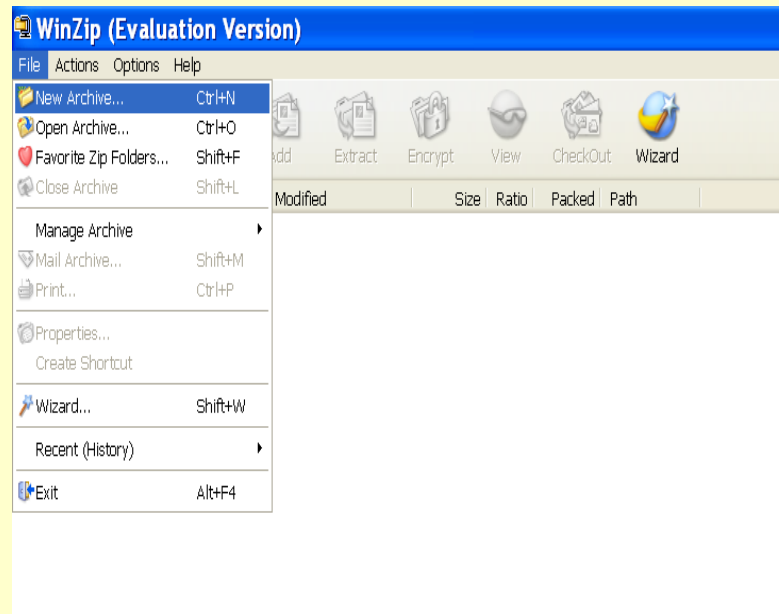 WinZip (Evaluation Version)
File Actions Options Help
New Archive... Ctrl+N
Open Archive... Ctrl+O
Favorite Zip Folders... Shift+F
Close Archive Shift+L
Manage Archive
Mail Archive... Shift+M
Print... Ctrl+P
Properties...
Create Shortcut
Wizard... Shift+W
Recent (History)
Exit Alt+F4
Extract Encrypt View CheckOut Wizard
Modified Size Ratio Packed Path